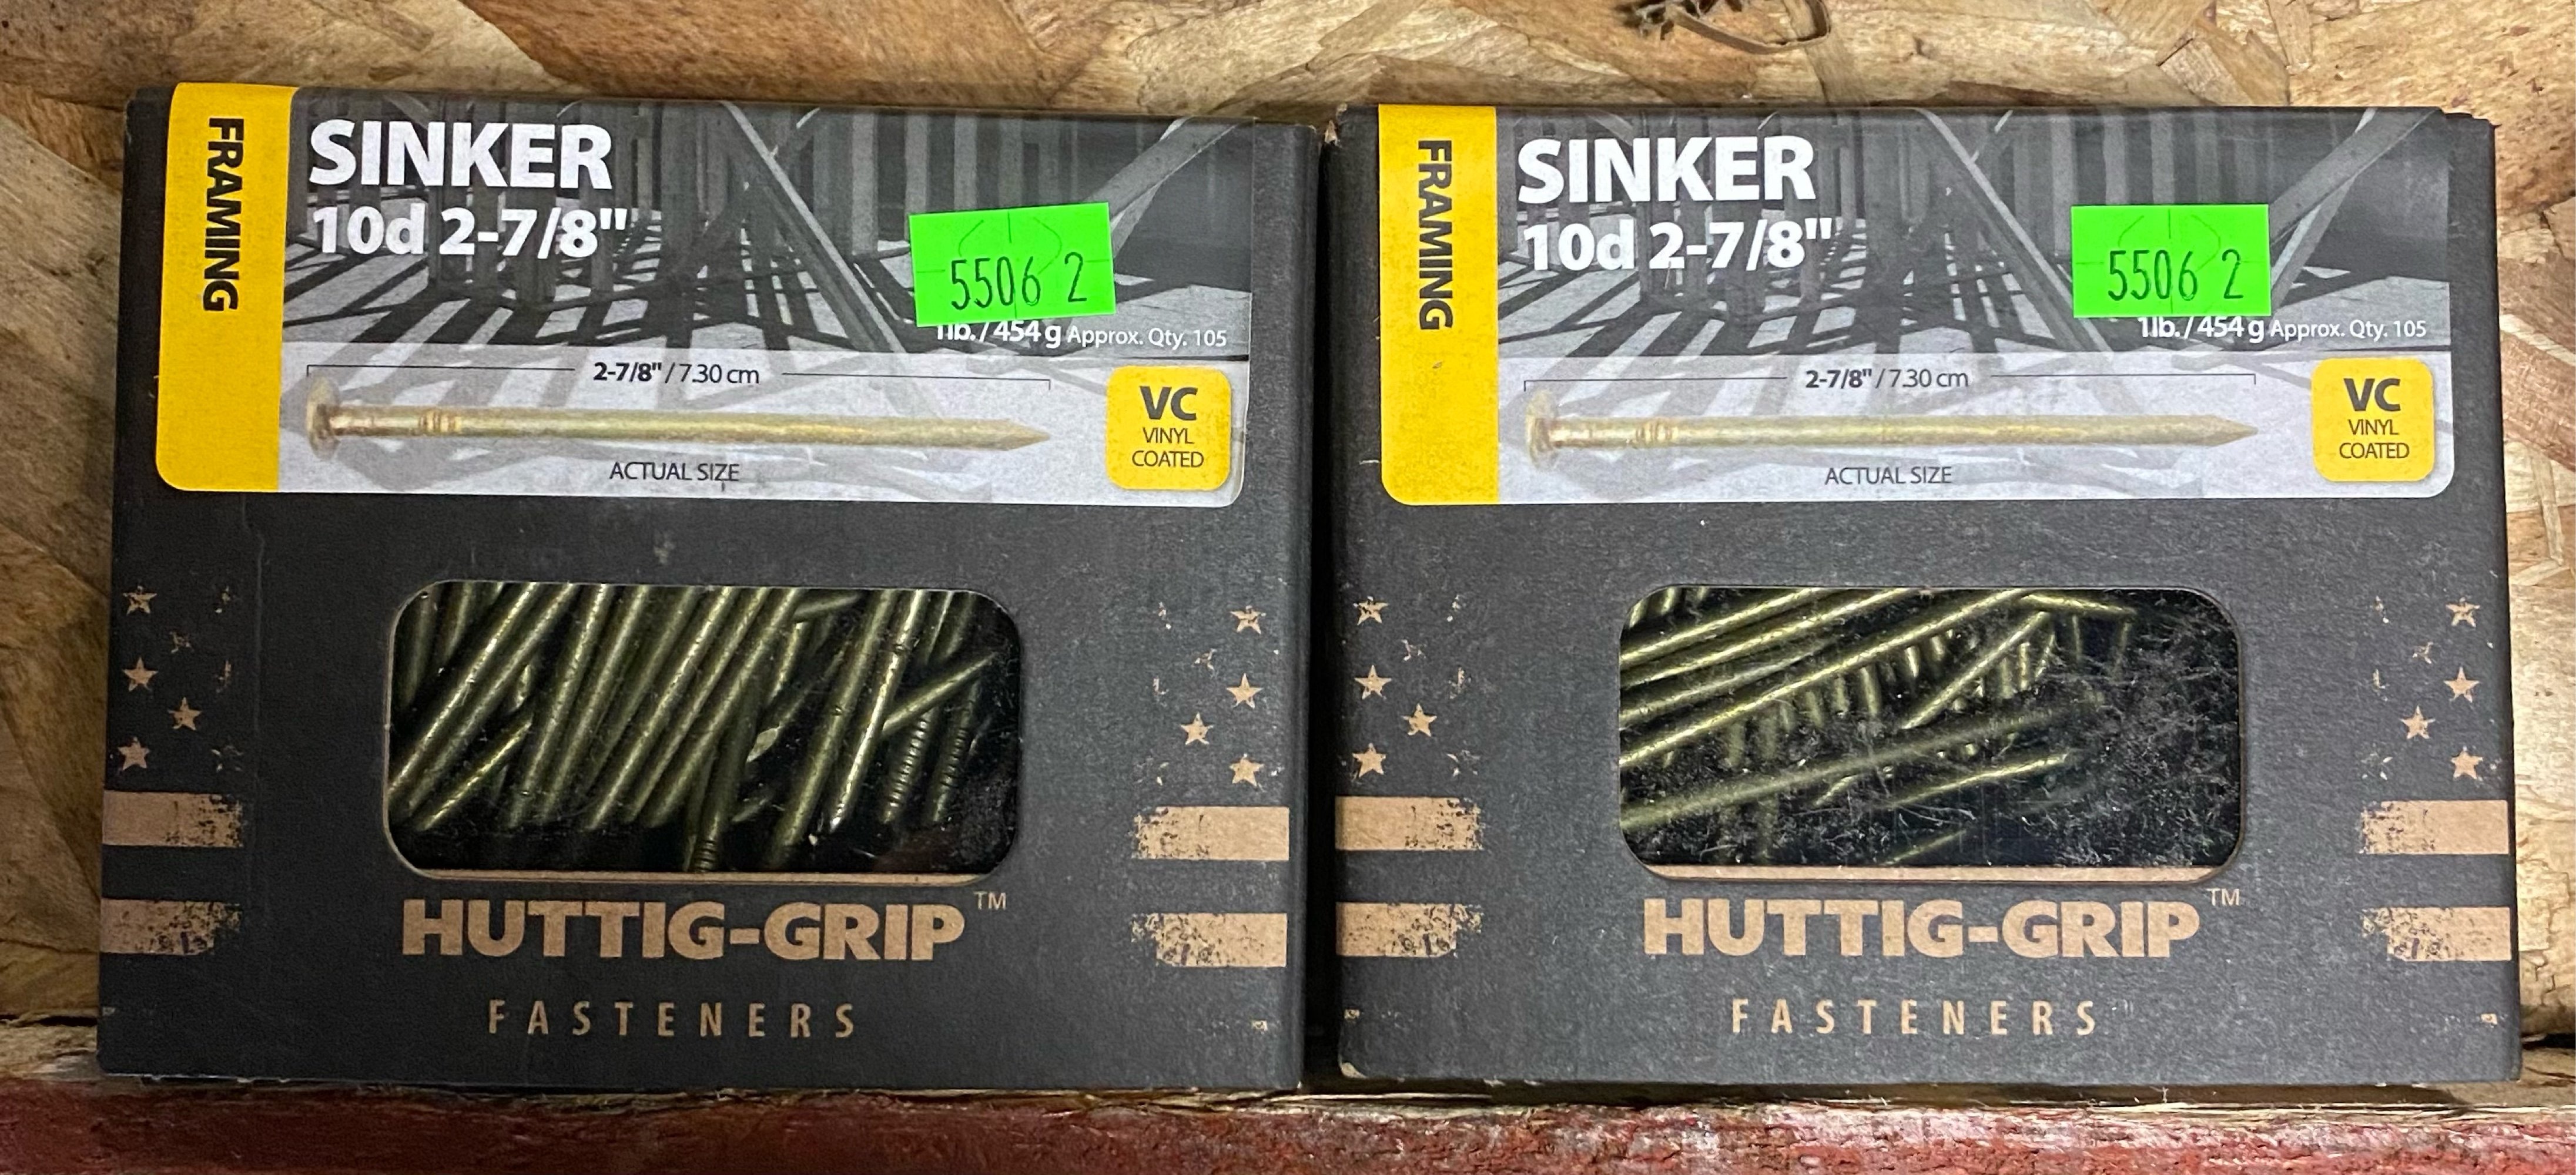 FRAMING
SINKER
10d 2-7/8"
5506 2
1lb. / 454 g Approx. Qty. 105
2-7/8" / 7.30 cm
VC
VINYL
COATED
ACTUAL SIZE
HUTTIG-GRIP™
FASTENERS
FRAMING
SINKER
10d 2-7/8"
5506 2
1lb. / 454 g Approx. Qty. 105
2-7/8" / 7.30 cm
VC
VINYL
COATED
ACTUAL SIZE
HUTTIG-GRIP™
FASTENERS